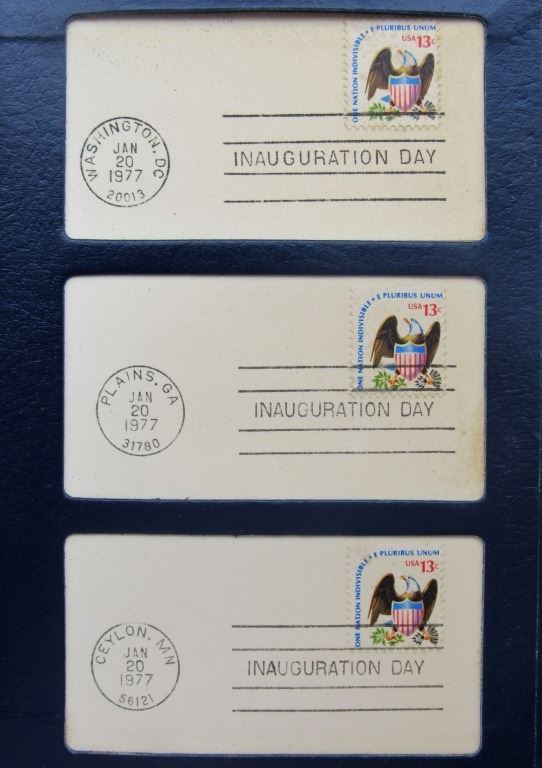 ONE NATION INDIVISIBLE • E PLURIBUS UNUM
USA 13c
WASHINGTON, DC
JAN
20
1977
20013
INAUGURATION DAY
ONE NATION INDIVISIBLE • E PLURIBUS UNUM
USA 13c
PLAINS, GA
JAN
20
1977
31780
INAUGURATION DAY
ONE NATION INDIVISIBLE • E PLURIBUS UNUM
USA 13c
CEYLON, MN
JAN
20
1977
56121
INAUGURATION DAY